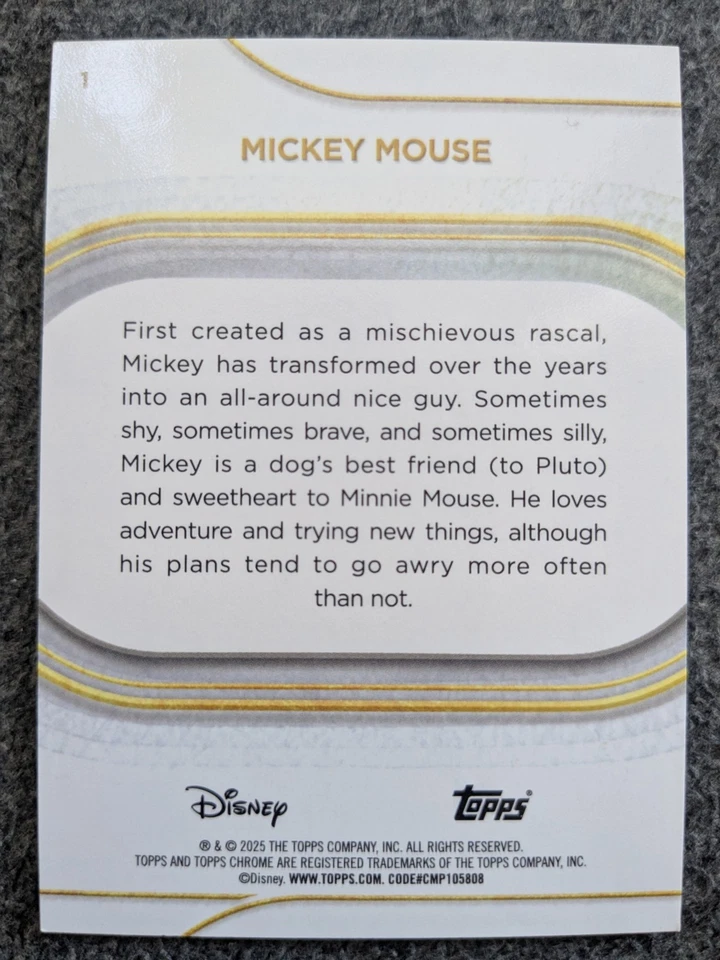 1
MICKEY MOUSE
First created as a mischievous rascal,
Mickey has transformed over the years
into an all-around nice guy. Sometimes
shy, sometimes brave, and sometimes silly,
Mickey is a dog's best friend (to Pluto)
and sweetheart to Minnie Mouse. He loves
adventure and trying new things, although
his plans tend to go awry more often
than not.
Disney topps®
® & © 2025 THE TOPPS COMPANY, INC. ALL RIGHTS RESERVED.
TOPPS AND TOPPS CHROME ARE REGISTERED TRADEMARKS OF THE TOPPS COMPANY, INC.
©Disney. WWW.TOPPS.COM. CODE#CMP105808